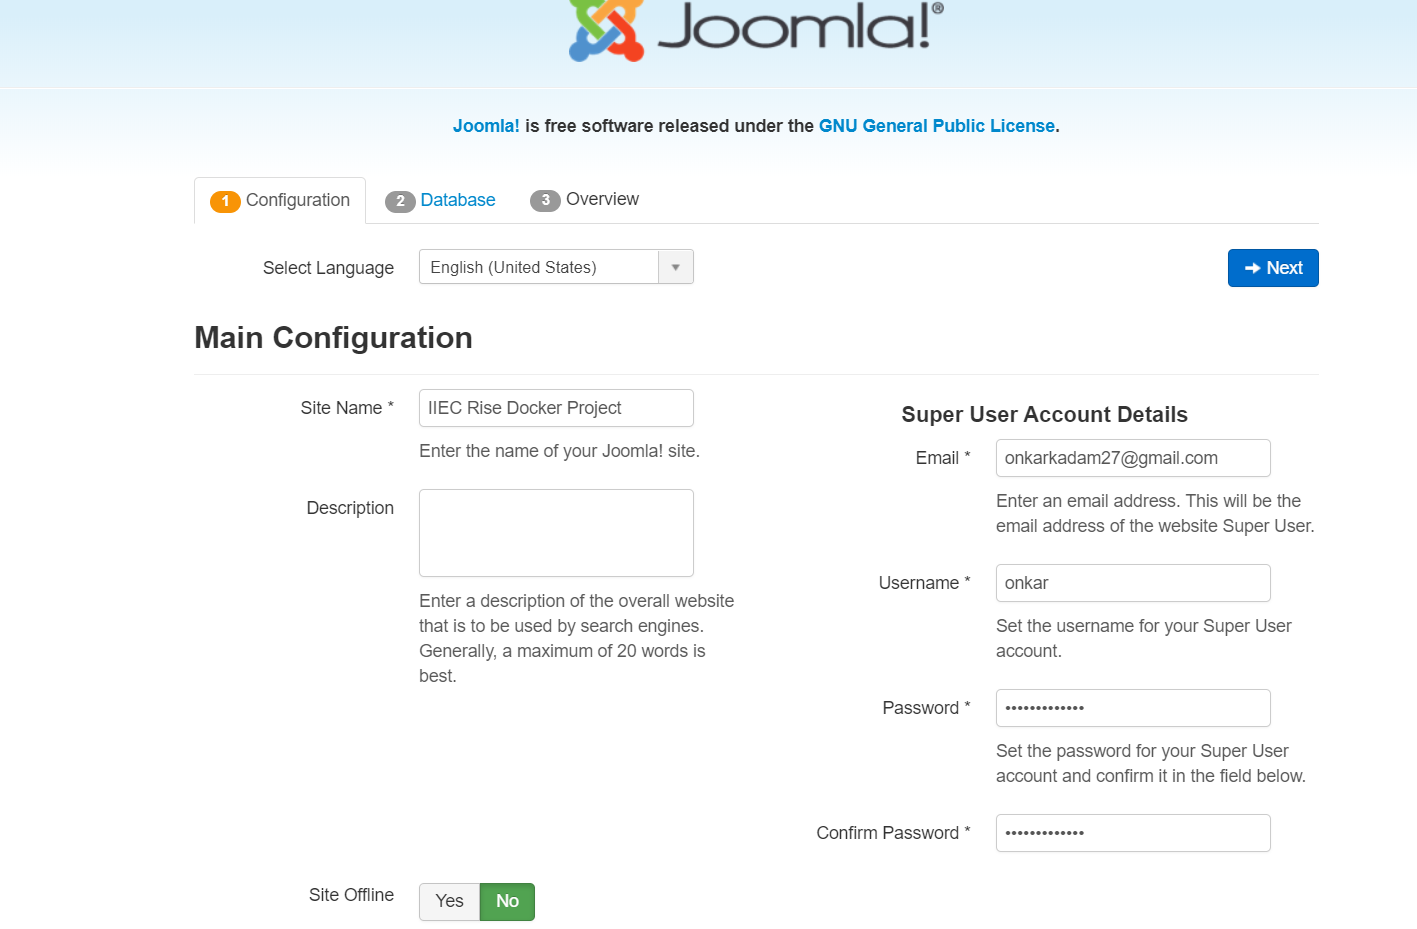 Joomla!®
Joomla! is free software released under the GNU General Public License.
1 Configuration
2 Database
3 Overview
Select Language
English (United States)
Next
Main Configuration
Site Name *
IIEC Rise Docker Project
Enter the name of your Joomla! site.
Description
Enter a description of the overall website
that is to be used by search engines.
Generally, a maximum of 20 words is
best.
Super User Account Details
Email *
onkarkadam27@gmail.com
Enter an email address. This will be the
email address of the website Super User.
Username *
onkar
Set the username for your Super User
account.
Password *
•••••••••••••
Set the password for your Super User
account and confirm it in the field below.
Confirm Password *
•••••••••••••
Site Offline
Yes
No